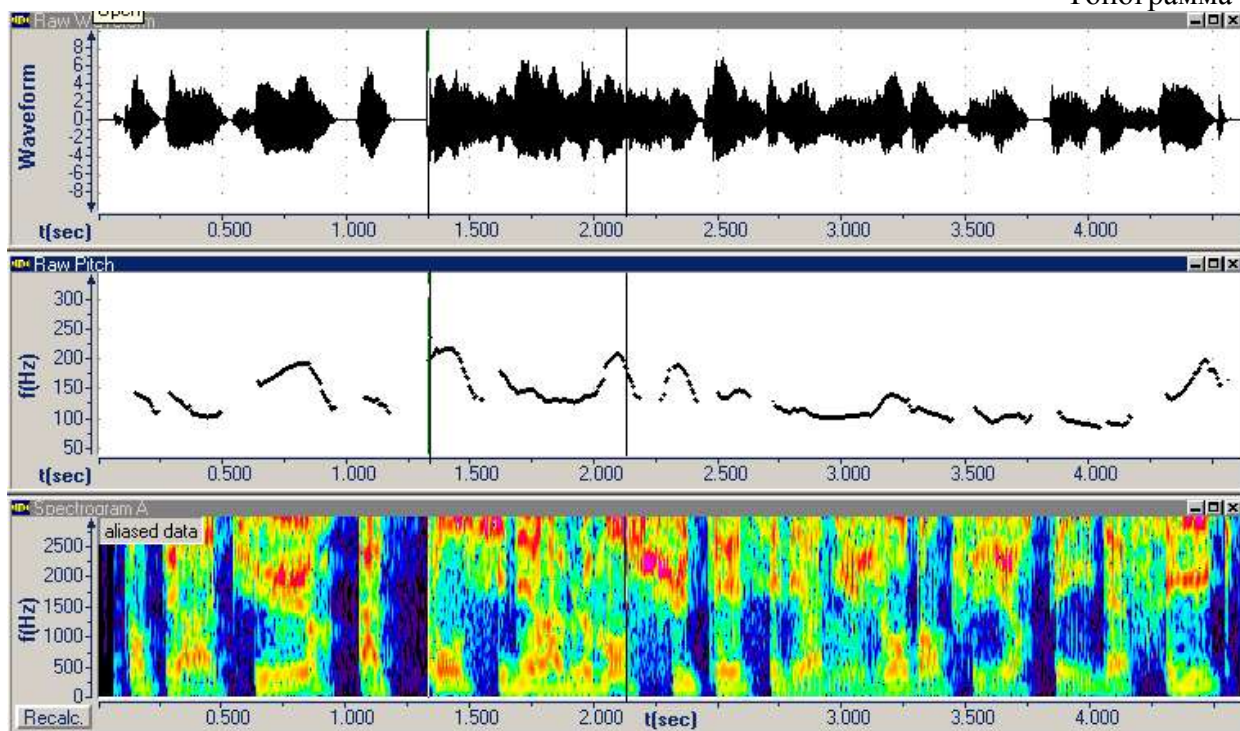 Тонограмма
Open
Raw Waveform
Waveform
8
6
4
2
0
-2
-4
-6
-8
t[sec] 0.500 1.000 1.500 2.000 2.500 3.000 3.500 4.000
Raw Pitch
f(Hz)
300
250
200
150
100
50
t[sec] 0.500 1.000 1.500 2.000 2.500 3.000 3.500 4.000
Spectrogram A
aliased data
f(Hz)
2500
2000
1500
1000
500
0
Recalc. 0.500 1.000 1.500 2.000 t[sec] 3.000 3.500 4.000